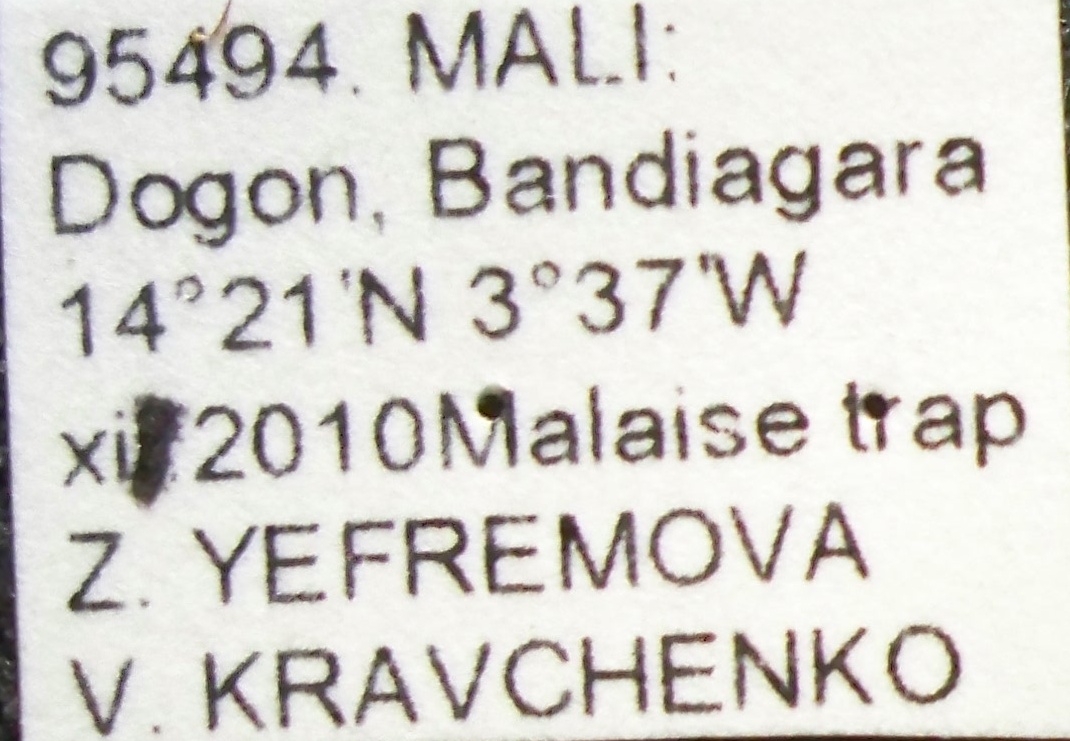 95494. MALI:
Dogon, Bandiagara
14°21'N 3°37'W
2010Malaise trap
Z. YEFREMOVA
V. KRAVCHENKO